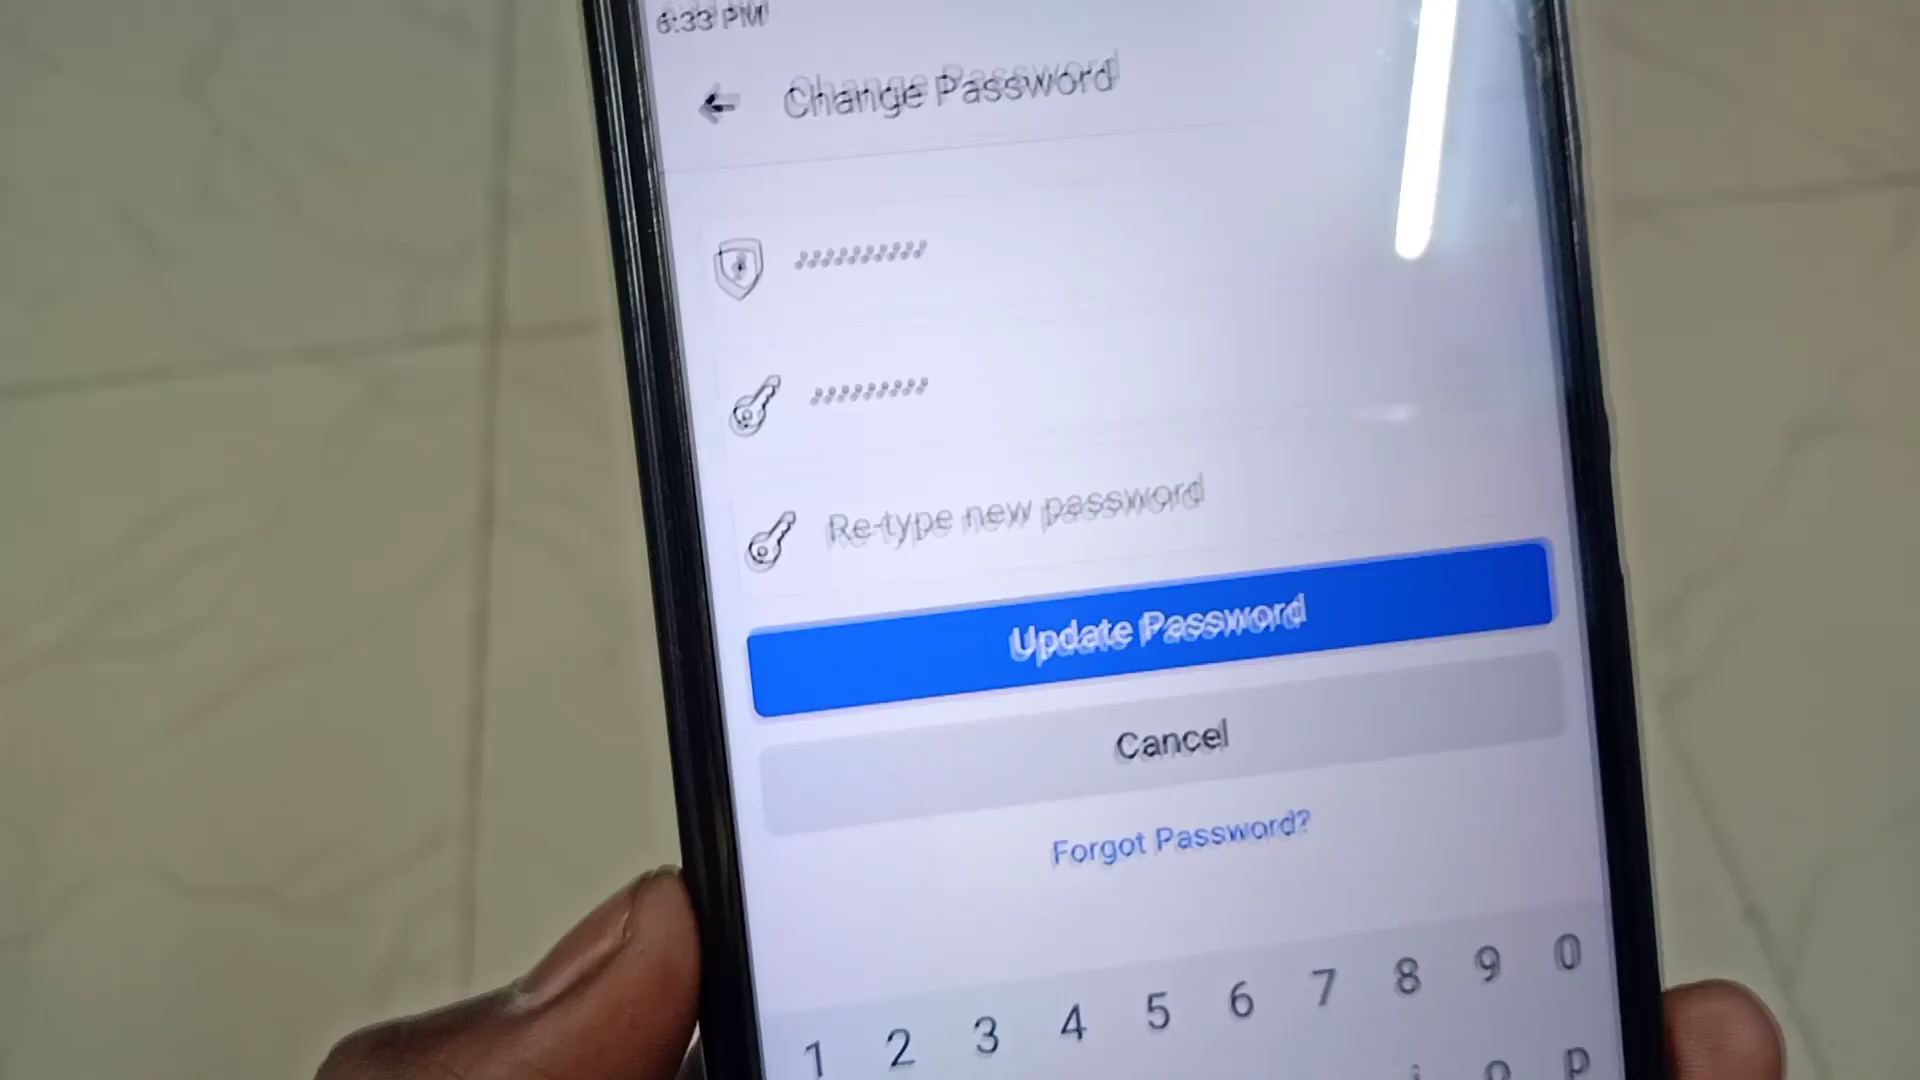 6:33 PM
Change Password
Re-type new password
Update Password
Cancel
Forgot Password?
1 2 3 4 5 6 7 8 9 0
i o p